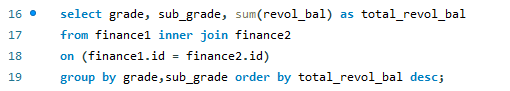 16 select grade, sub_grade, sum(revol_bal) as total_revol_bal
17 from finance1 inner join finance2
18 on (finance1.id = finance2.id)
19 group by grade,sub_grade order by total_revol_bal desc;